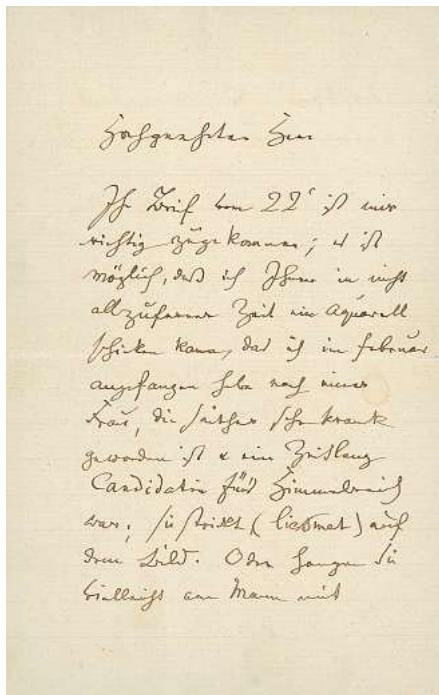 Hochgeehrter Herr
Ihr Brief vom 22t ist mir
richtig zugekommen; es ist
möglich, daß ich Ihnen in nicht
allzuferner Zeit ein Aquarell
schicken kann, das ich im Februar
angefangen habe nach einer
Frau, die seither sehr krank
geworden ist & ein Zeitlang
Candidatin fürs Himmelreich
war; sie strickt (lismet) auf
dem Bild. Oder hangen Sie
vielleicht am Mann mit